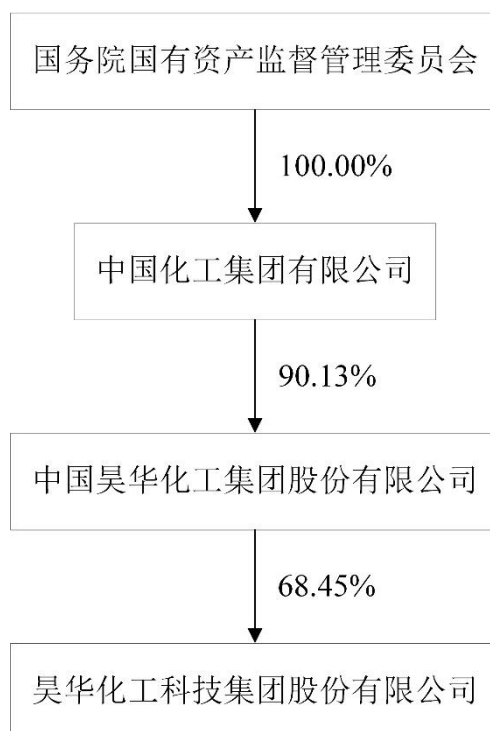 国务院国有资产监督管理委员会
100.00%
中国化工集团有限公司
90.13%
中国昊华化工集团股份有限公司
68.45%
昊华化工科技集团股份有限公司